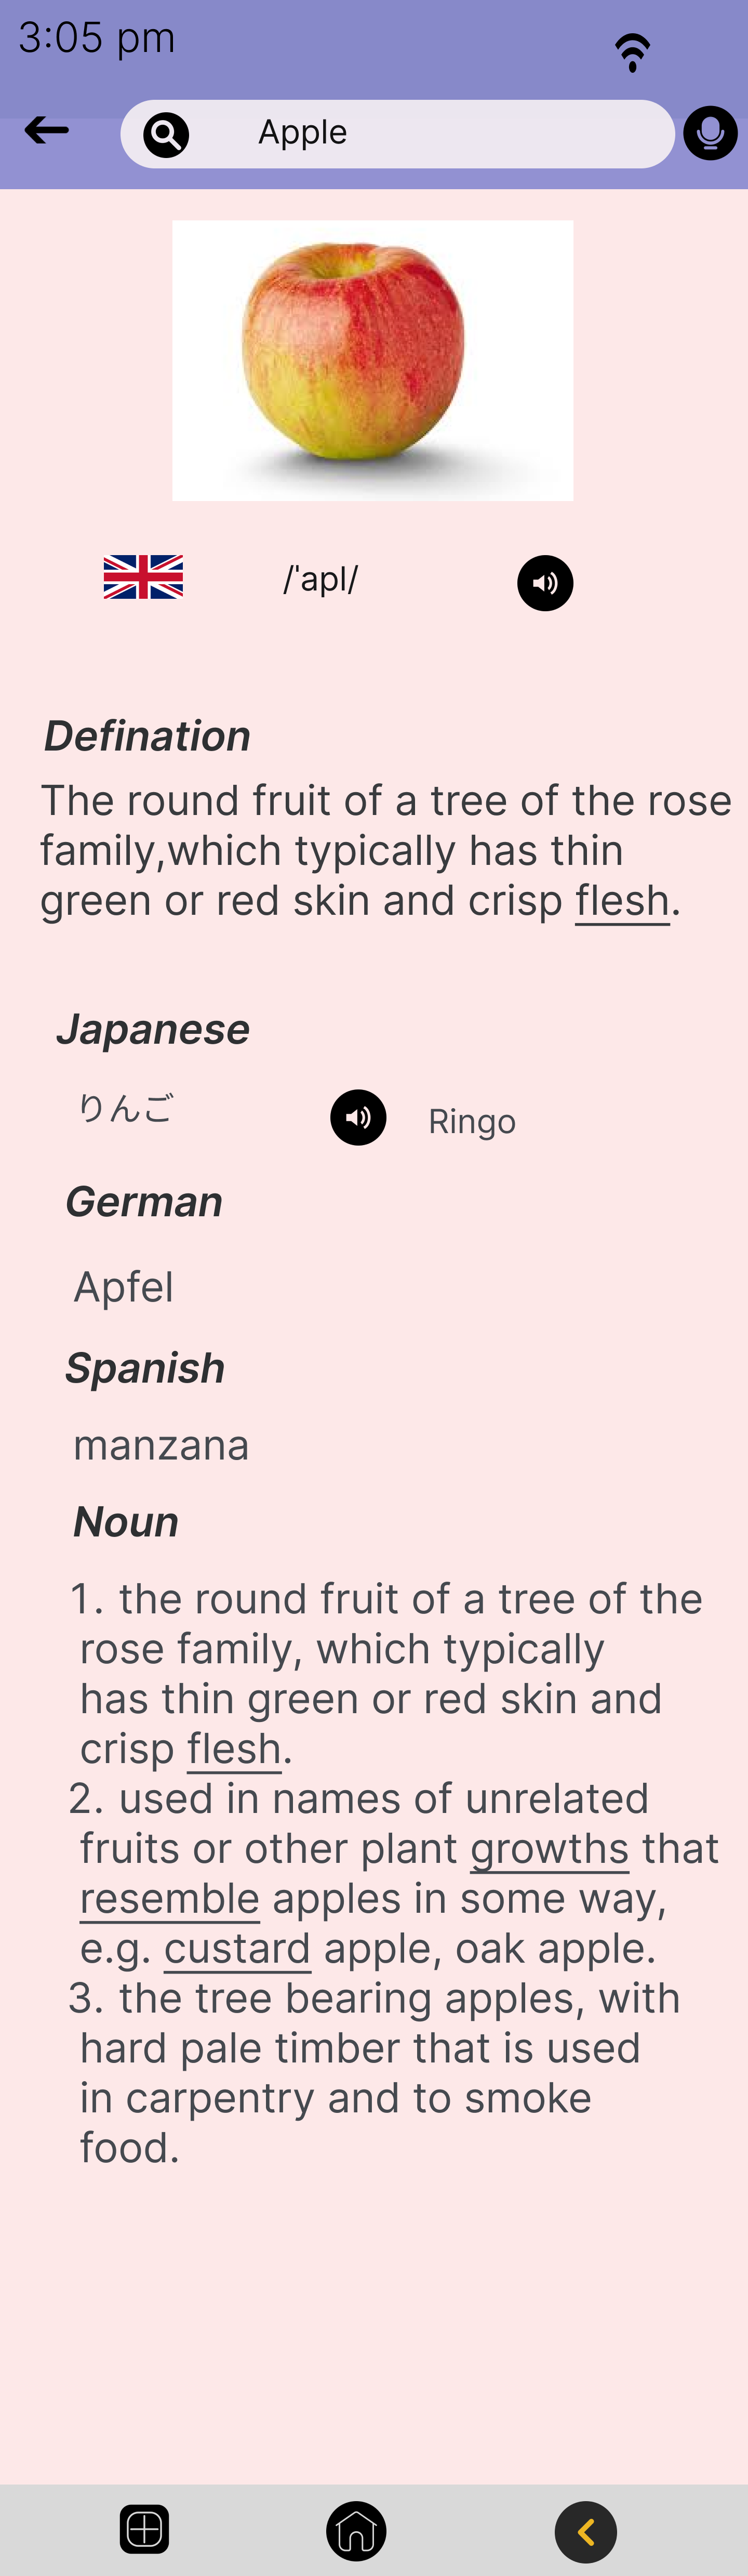 3:05 pm
Apple
/'apl/
Defination
The round fruit of a tree of the rose
family,which typically has thin
green or red skin and crisp flesh.
Japanese
りんご
Ringo
German
Apfel
Spanish
manzana
Noun
1. the round fruit of a tree of the
rose family, which typically
has thin green or red skin and
crisp flesh.
2. used in names of unrelated
fruits or other plant growths that
resemble apples in some way,
e.g. custard apple, oak apple.
3. the tree bearing apples, with
hard pale timber that is used
in carpentry and to smoke
food.